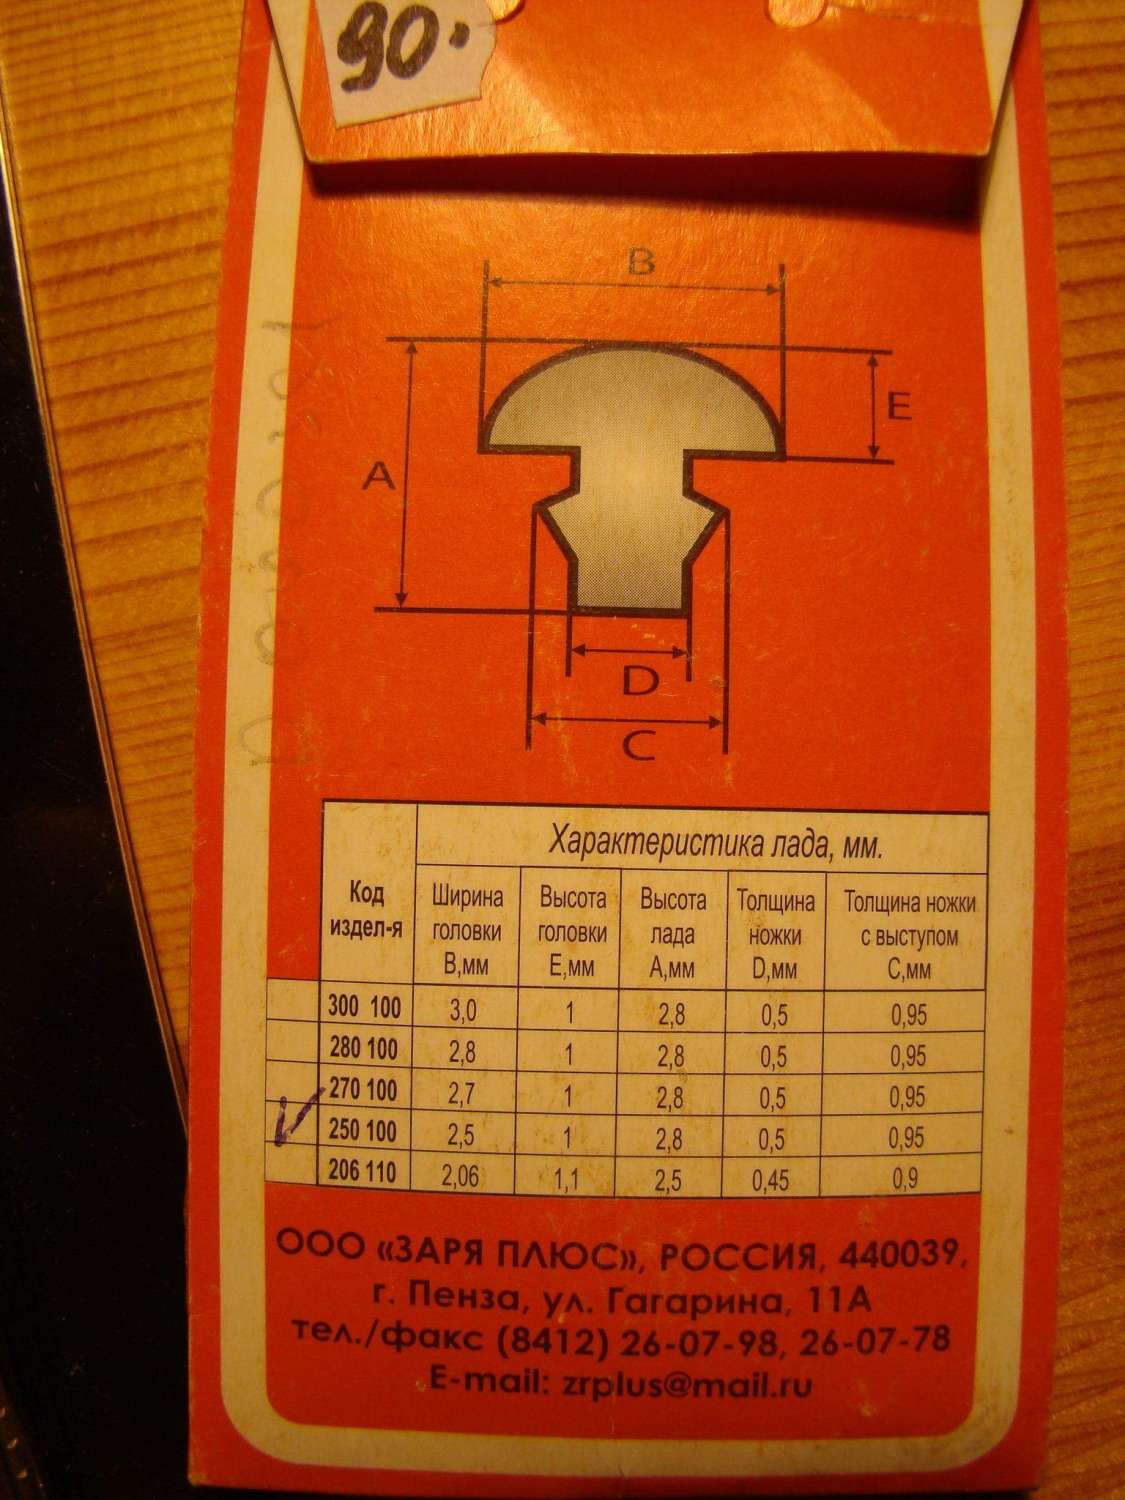 90.
B
E
A
D
C
Характеристика лада, мм.
Код издел-я
Ширина головки B,мм
Высота головки E,мм
Высота лада A,мм
Толщина ножки D,мм
Толщина ножки с выступом C,мм
300 100 3,0 1 2,8 0,5 0,95
280 100 2,8 1 2,8 0,5 0,95
270 100 2,7 1 2,8 0,5 0,95
250 100 2,5 1 2,8 0,5 0,95
206 110 2,06 1,1 2,5 0,45 0,9
ООО «ЗАРЯ ПЛЮС», РОССИЯ, 440039,
г. Пенза, ул. Гагарина, 11А
тел./факс (8412) 26-07-98, 26-07-78
E-mail: zrplus@mail.ru